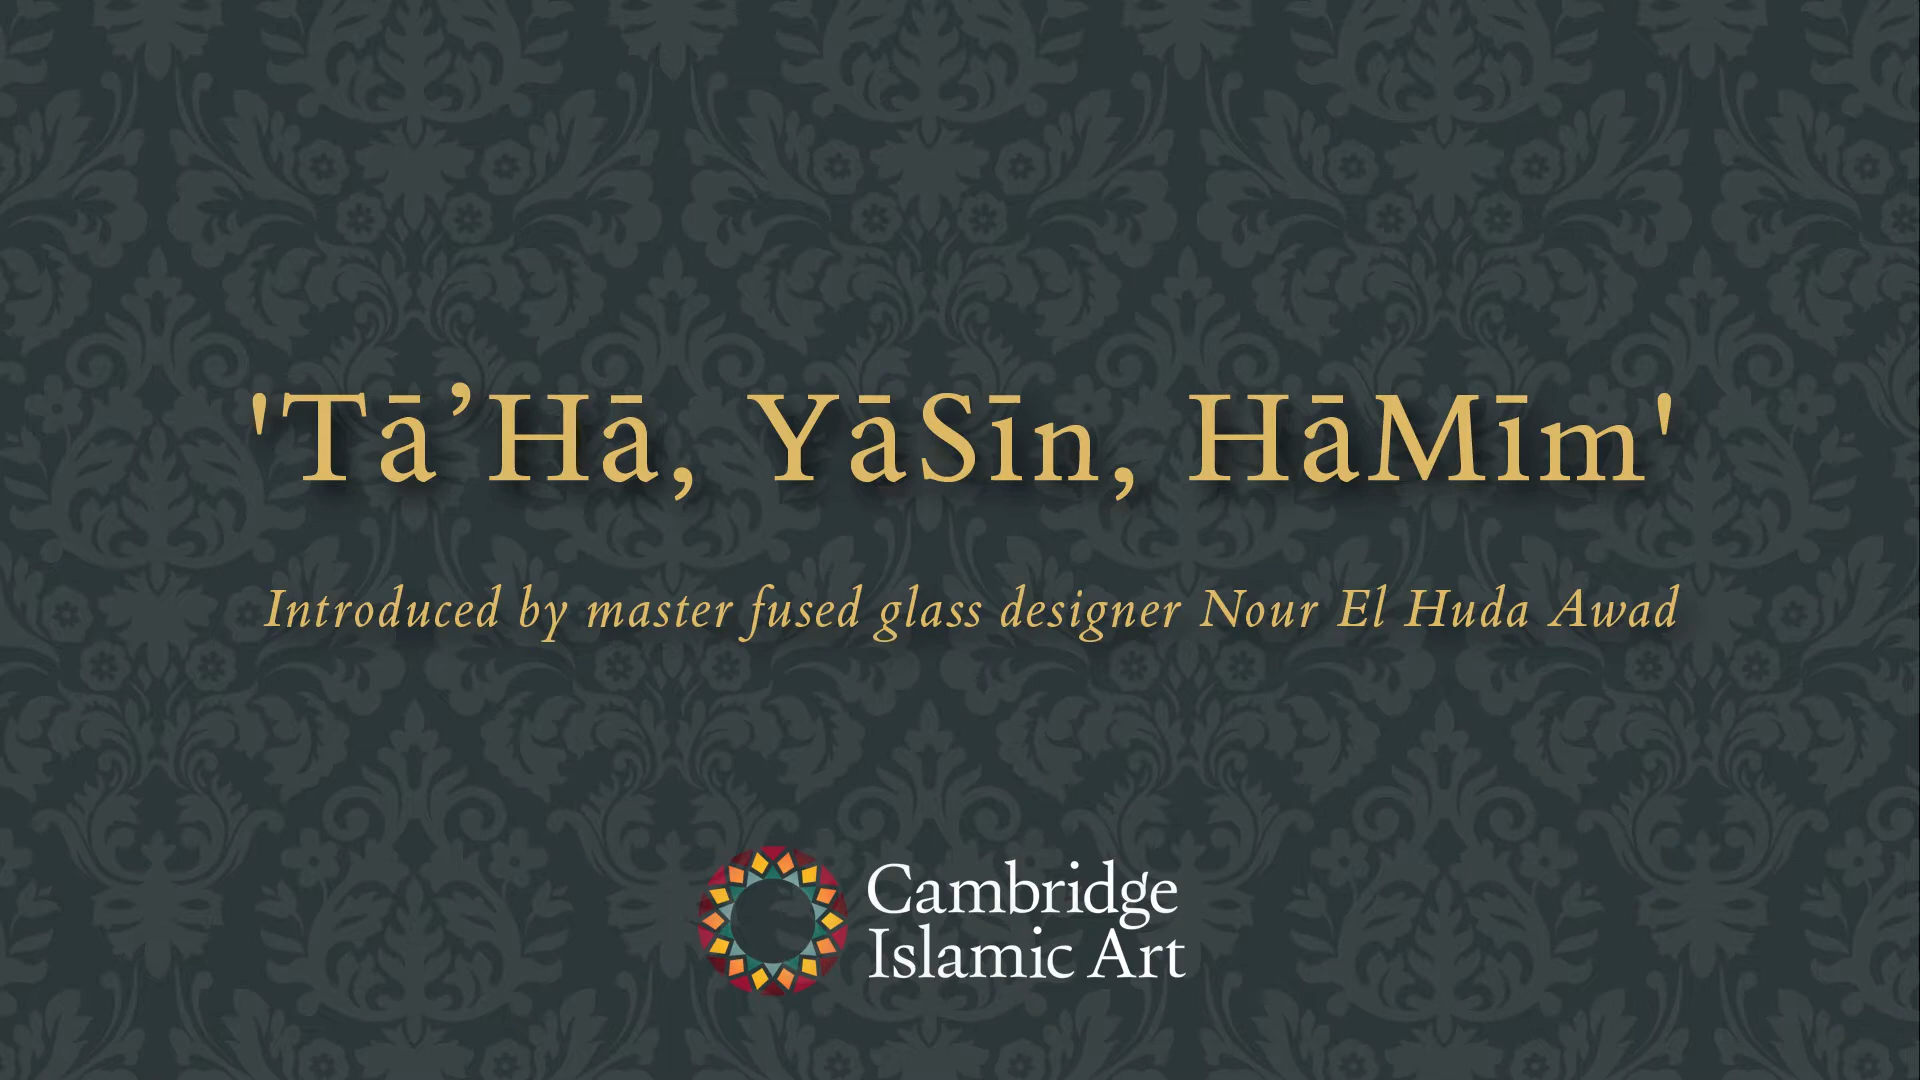 'Tā’Hā, YāSīn, HāMīm'
Introduced by master fused glass designer Nour El Huda Awad
Cambridge
Islamic Art